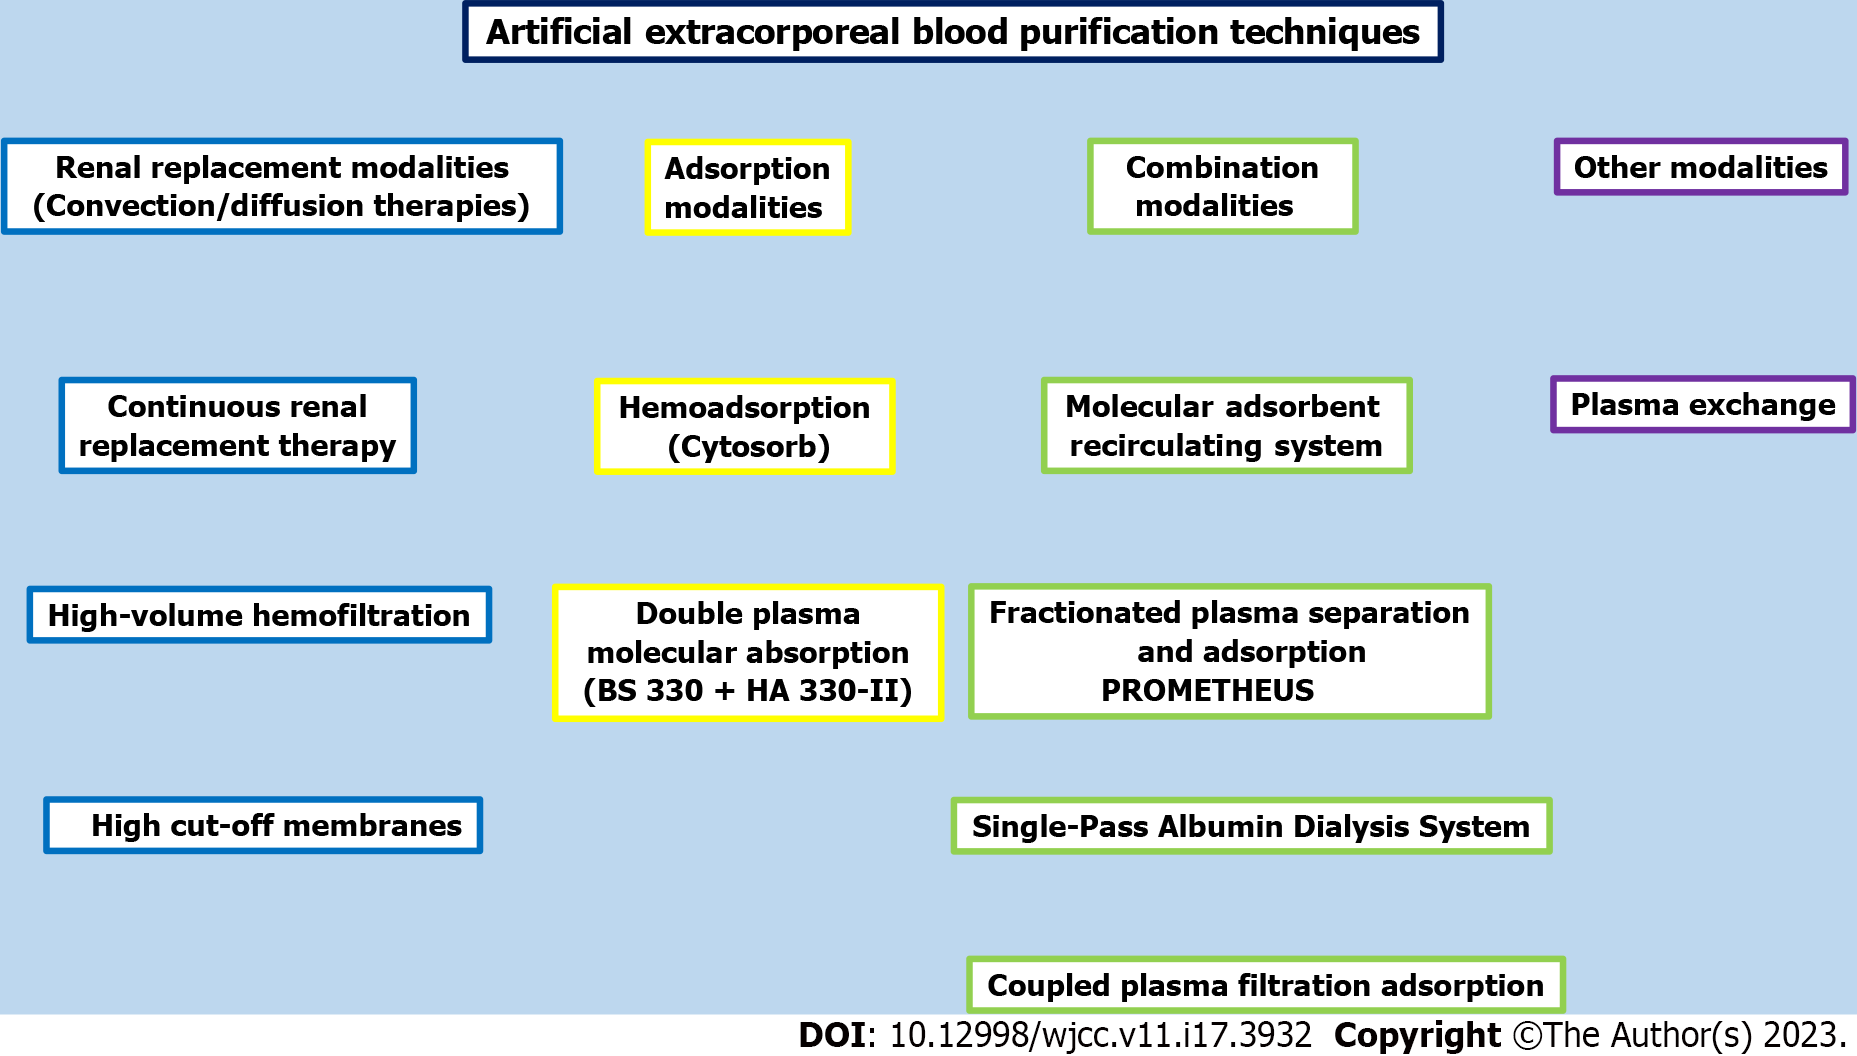 Artificial extracorporeal blood purification techniques
Renal replacement modalities
(Convection/diffusion therapies)
Adsorption
modalities
Combination
modalities
Other modalities
Continuous renal
replacement therapy
Hemoadsorption
(Cytosorb)
Molecular adsorbent
recirculating system
Plasma exchange
High-volume hemofiltration
Double plasma
molecular absorption
(BS 330 + HA 330-II)
Fractionated plasma separation
and adsorption
PROMETHEUS
High cut-off membranes
Single-Pass Albumin Dialysis System
Coupled plasma filtration adsorption
DOI: 10.12998/wjcc.v11.i17.3932 Copyright ©The Author(s) 2023.